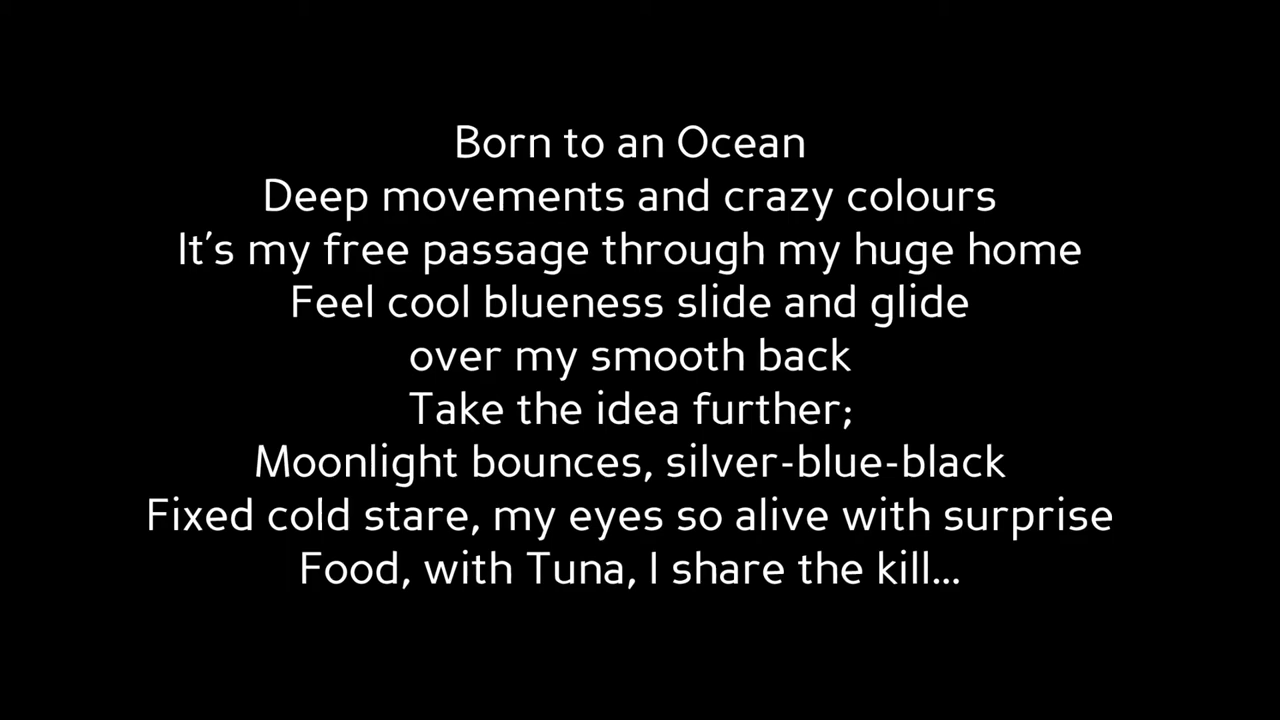 Born to an Ocean
Deep movements and crazy colours
It's my free passage through my huge home
Feel cool blueness slide and glide
over my smooth back
Take the idea further;
Moonlight bounces, silver-blue-black
Fixed cold stare, my eyes so alive with surprise
Food, with Tuna, I share the kill...